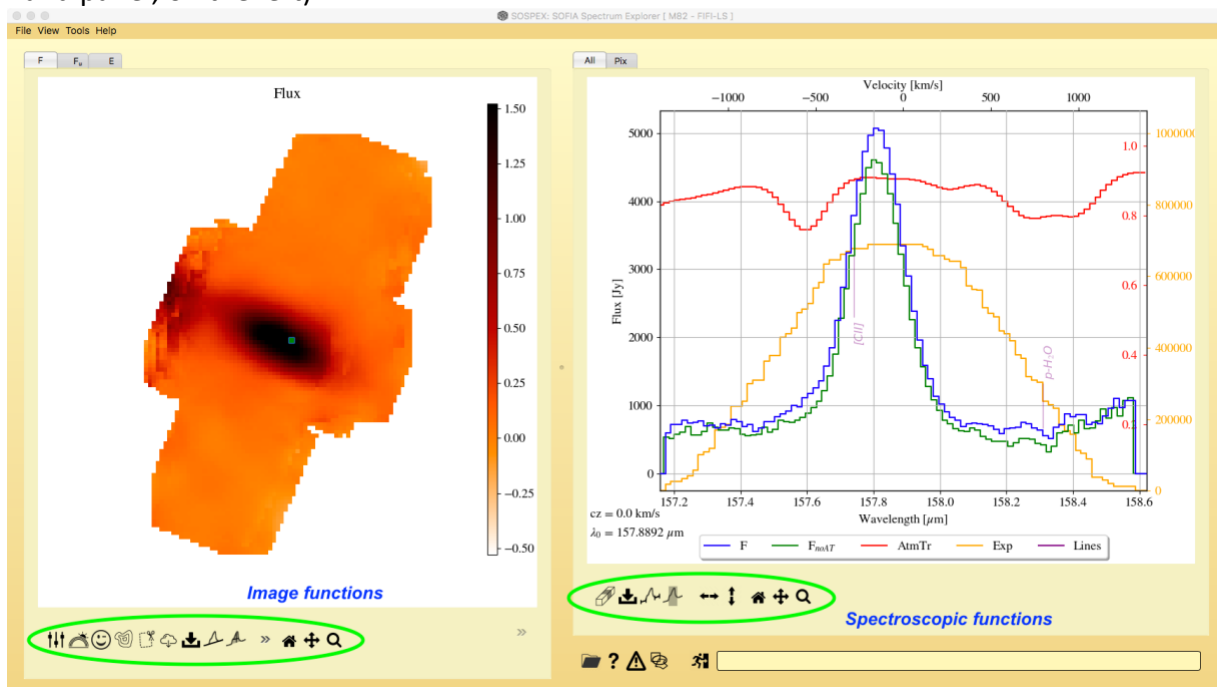 SOSPEX: SOFIA Spectrum Explorer [ M82 - FIFI-LS ]
File View Tools Help
F Fu E
Flux
1.50
1.25
1.00
0.75
0.50
0.25
0.00
−0.25
−0.50
Image functions
All Pix
Velocity [km/s]
−1000 −500 0 500 1000
Flux [Jy]
5000
4000
3000
2000
1000
0
1.0
0.8
0.6
0.4
0.2
1000000
800000
600000
400000
200000
0
[CII]
p-H2O
157.2 157.4 157.6 157.8 158.0 158.2 158.4 158.6
Wavelength [μm]
cz = 0.0 km/s
λ0 = 157.8892 μm
F FnoAT AtmTr Exp Lines
Spectroscopic functions